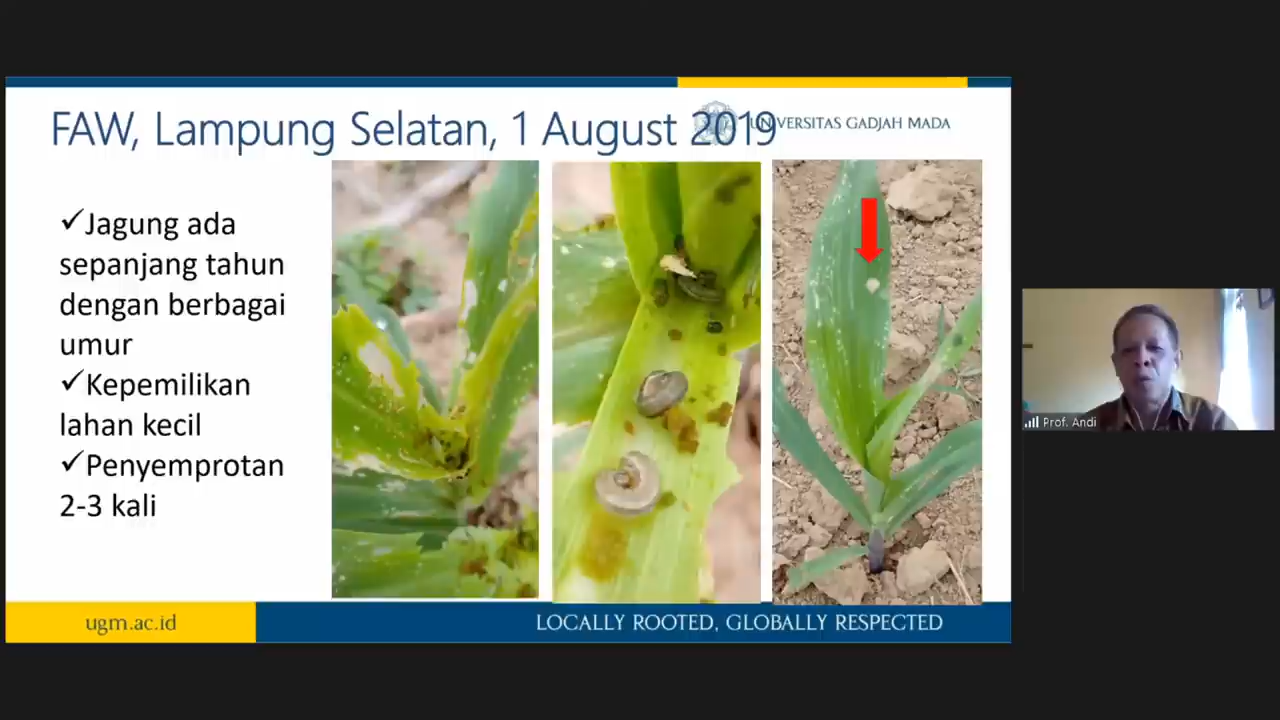 FAW, Lampung Selatan, 1 August 2019
UNIVERSITAS GADJAH MADA
✓Jagung ada
sepanjang tahun
dengan berbagai
umur
✓Kepemilikan
lahan kecil
✓Penyemprotan
2-3 kali
Prof. Andi
ugm.ac.id
LOCALLY ROOTED, GLOBALLY RESPECTED